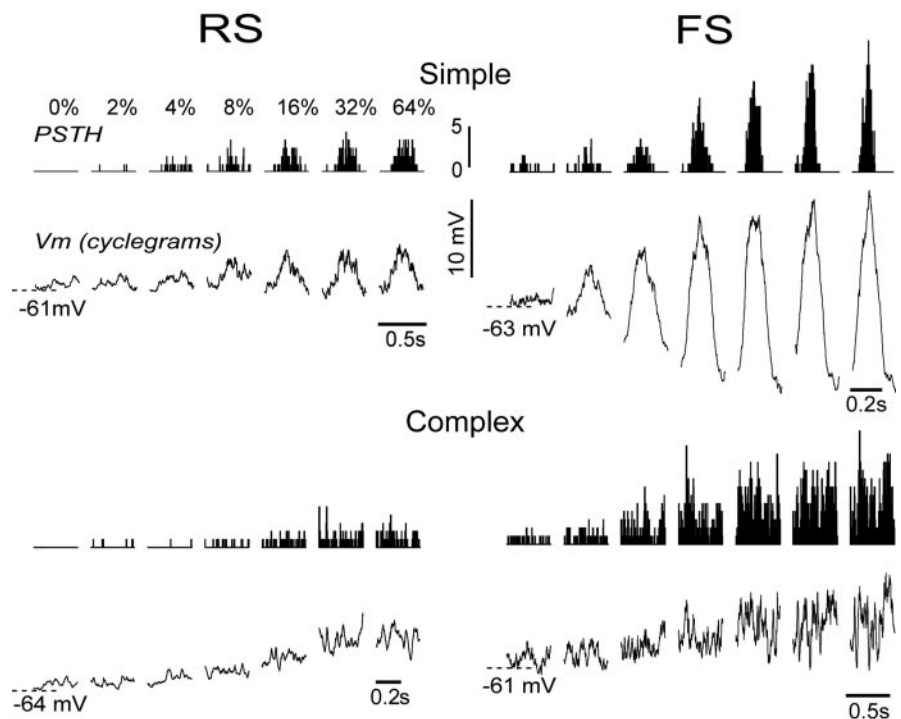 RS FS
Simple
0% 2% 4% 8% 16% 32% 64%
PSTH
5
0
Vm (cyclegrams)
10 mV
-61mV
-63 mV
0.5s
0.2s
Complex
-64 mV
0.2s
-61 mV
0.5s